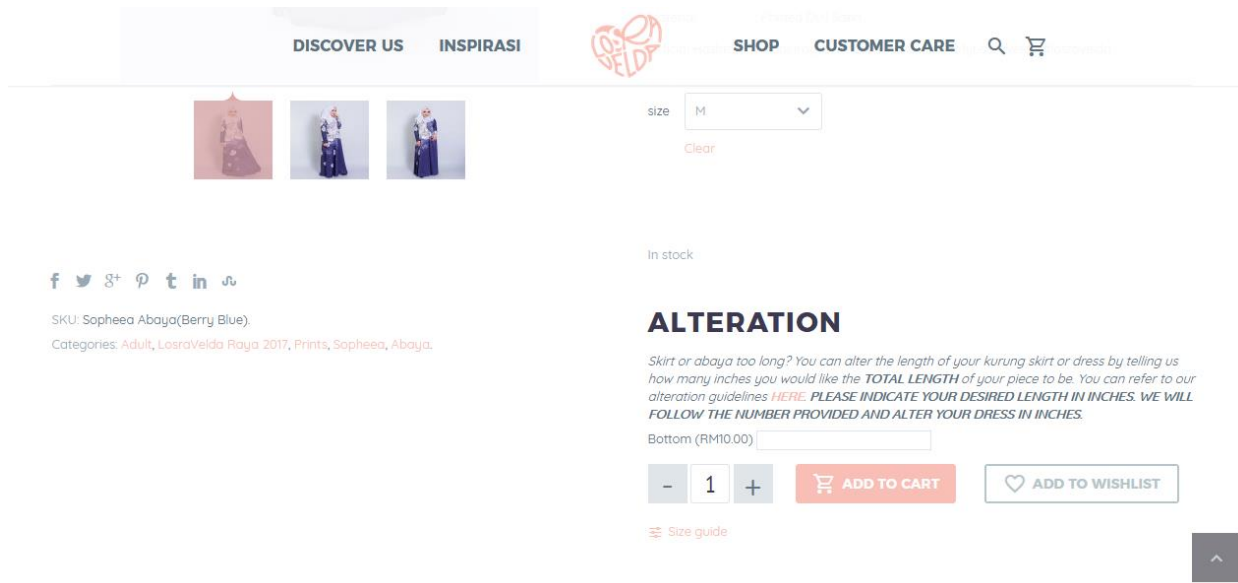 DISCOVER US INSPIRASI LOSRA VELDA SHOP CUSTOMER CARE
size M
Clear
In stock
SKU: Sopheea Abaya(Berry Blue).
Categories: Adult, LosraVelda Raya 2017, Prints, Sopheea, Abaya.
ALTERATION
Skirt or abaya too long? You can alter the length of your kurung skirt or dress by telling us
how many inches you would like the TOTAL LENGTH of your piece to be. You can refer to our
alteration guidelines HERE. PLEASE INDICATE YOUR DESIRED LENGTH IN INCHES. WE WILL
FOLLOW THE NUMBER PROVIDED AND ALTER YOUR DRESS IN INCHES.
Bottom (RM10.00)
- 1 + ADD TO CART ADD TO WISHLIST
Size guide